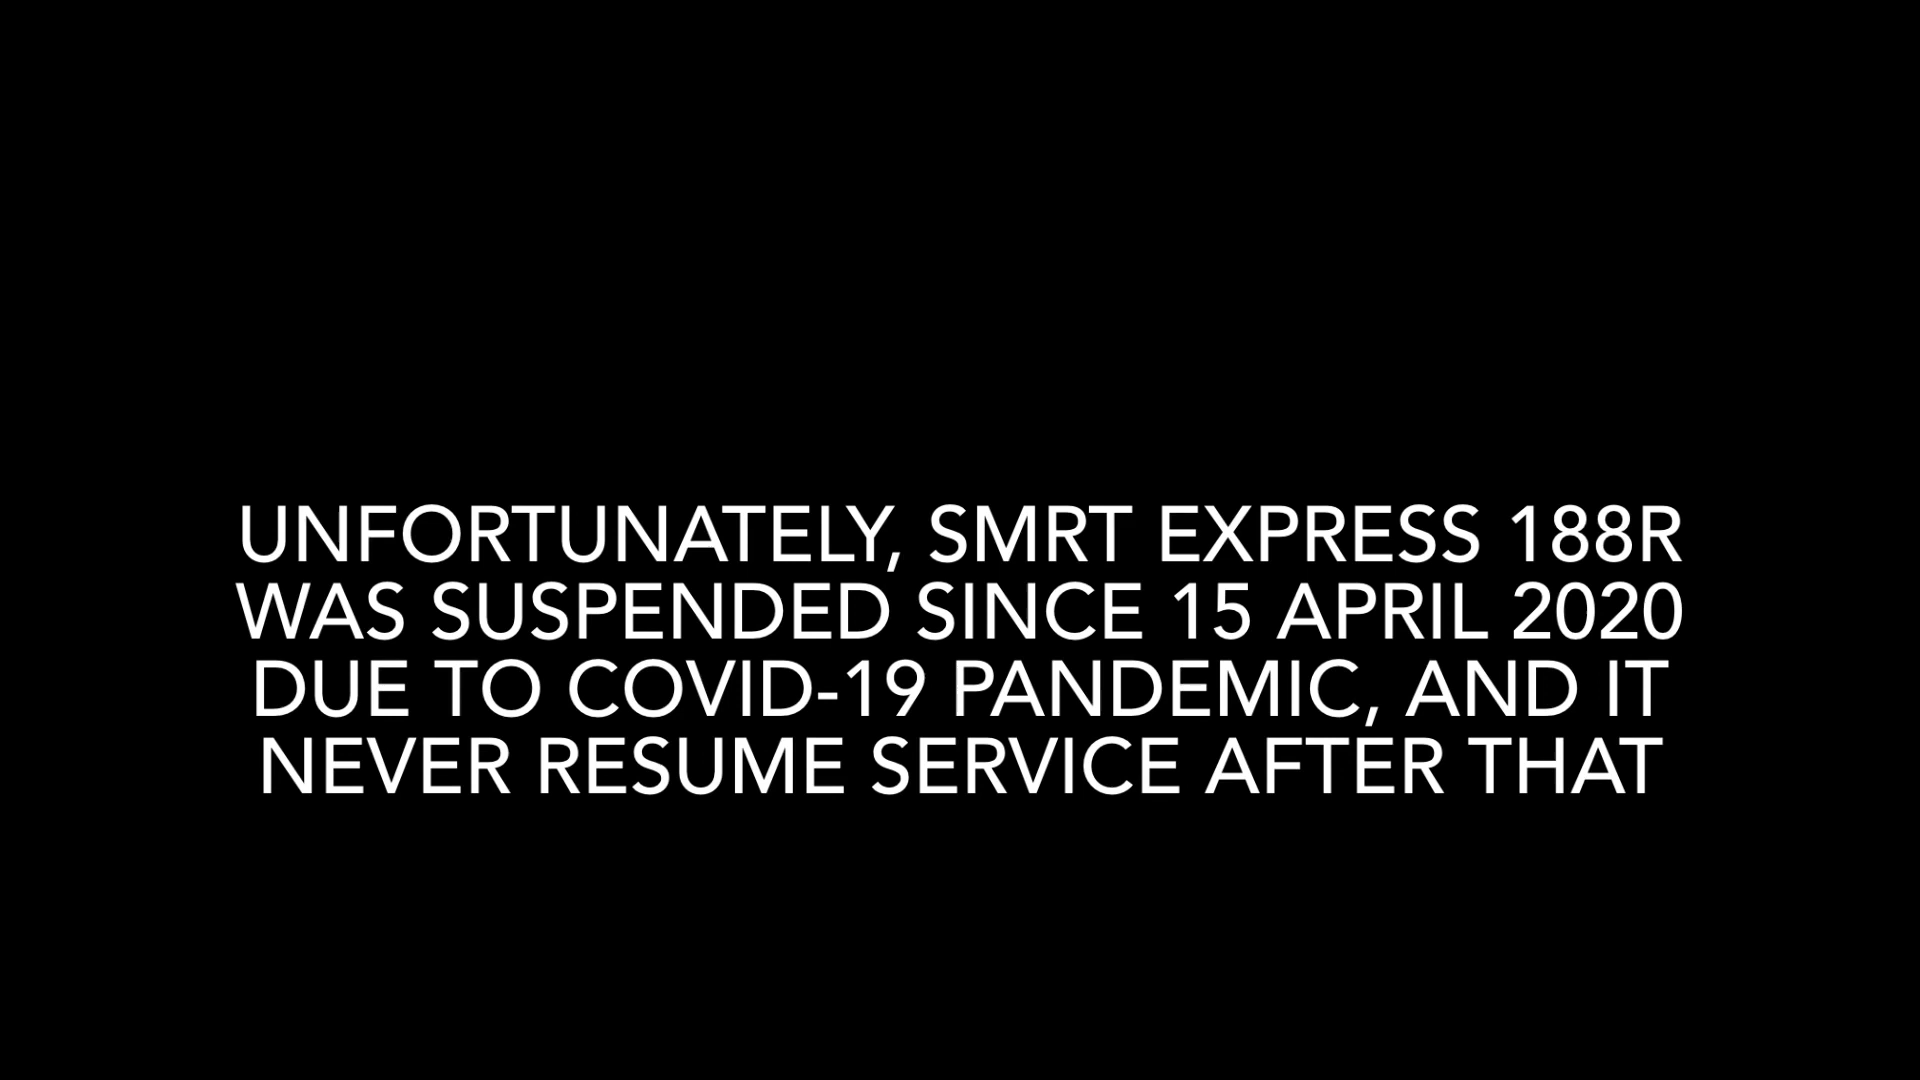 UNFORTUNATELY, SMRT EXPRESS 188R
WAS SUSPENDED SINCE 15 APRIL 2020
DUE TO COVID-19 PANDEMIC, AND IT
NEVER RESUME SERVICE AFTER THAT